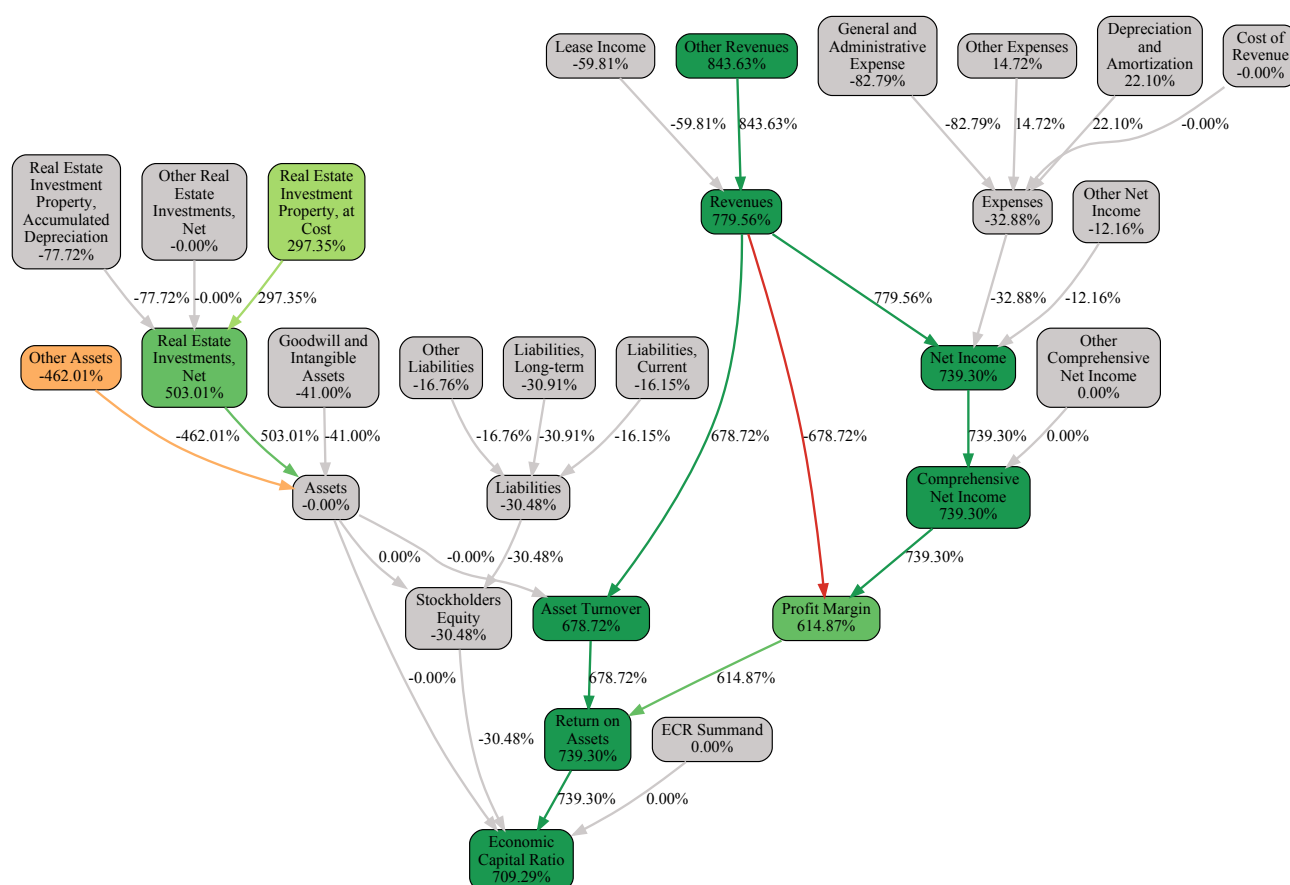 General and
Administrative
Expense
-82.79%
Depreciation
and
Amortization
22.10%
Cost of
Revenue
-0.00%
Lease Income
-59.81%
Other Revenues
843.63%
Other Expenses
14.72%
-59.81%
843.63%
-82.79%
14.72%
22.10%
-0.00%
Real Estate
Investment
Property,
Accumulated
Depreciation
-77.72%
Other Real
Estate
Investments,
Net
-0.00%
Real Estate
Investment
Property, at
Cost
297.35%
Revenues
779.56%
Expenses
-32.88%
Other Net
Income
-12.16%
-77.72%
-0.00%
297.35%
779.56%
-32.88%
-12.16%
Other Assets
-462.01%
Real Estate
Investments,
Net
503.01%
Goodwill and
Intangible
Assets
-41.00%
Other
Liabilities
-16.76%
Liabilities,
Long-term
-30.91%
Liabilities,
Current
-16.15%
Net Income
739.30%
Other
Comprehensive
Net Income
0.00%
-462.01%
503.01%
-41.00%
-16.76%
-30.91%
-16.15%
678.72%
-678.72%
739.30%
0.00%
Assets
-0.00%
Liabilities
-30.48%
Comprehensive
Net Income
739.30%
0.00%
-0.00%
-30.48%
739.30%
Stockholders
Equity
-30.48%
Asset Turnover
678.72%
Profit Margin
614.87%
-0.00%
678.72%
614.87%
-30.48%
Return on
Assets
739.30%
ECR Summand
0.00%
739.30%
0.00%
Economic
Capital Ratio
709.29%